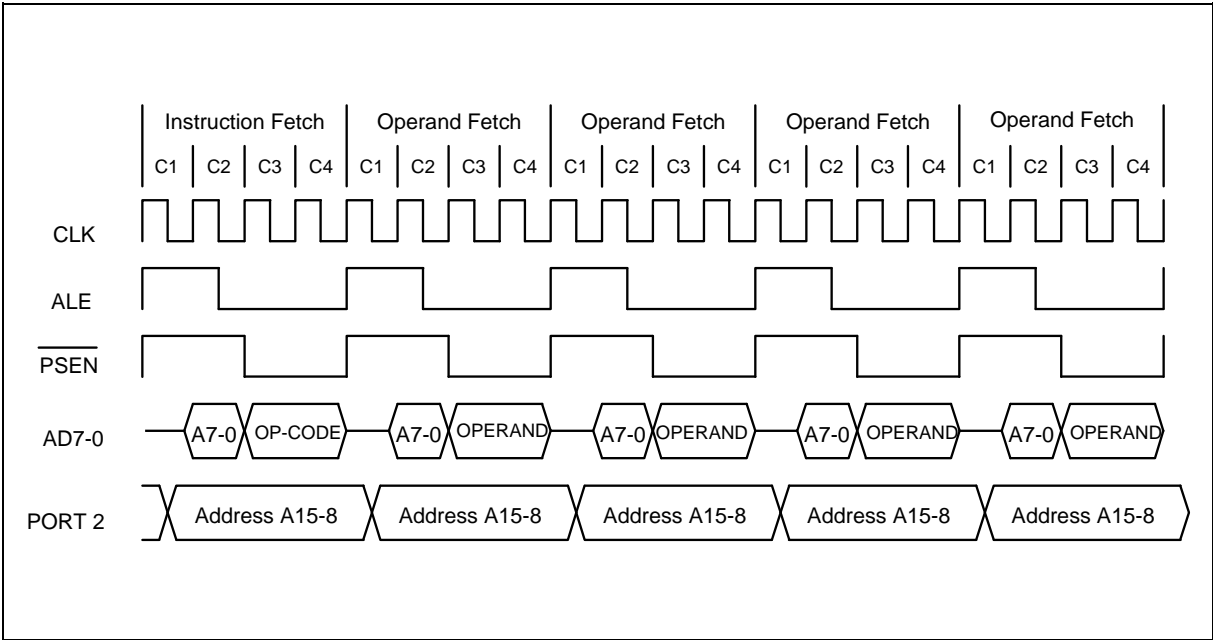 Instruction Fetch Operand Fetch Operand Fetch Operand Fetch Operand Fetch
C1 C2 C3 C4 C1 C2 C3 C4 C1 C2 C3 C4 C1 C2 C3 C4 C1 C2 C3 C4
CLK
ALE
PSEN
AD7-0 A7-0 OP-CODE A7-0 OPERAND A7-0 OPERAND A7-0 OPERAND A7-0 OPERAND
PORT 2 Address A15-8 Address A15-8 Address A15-8 Address A15-8 Address A15-8